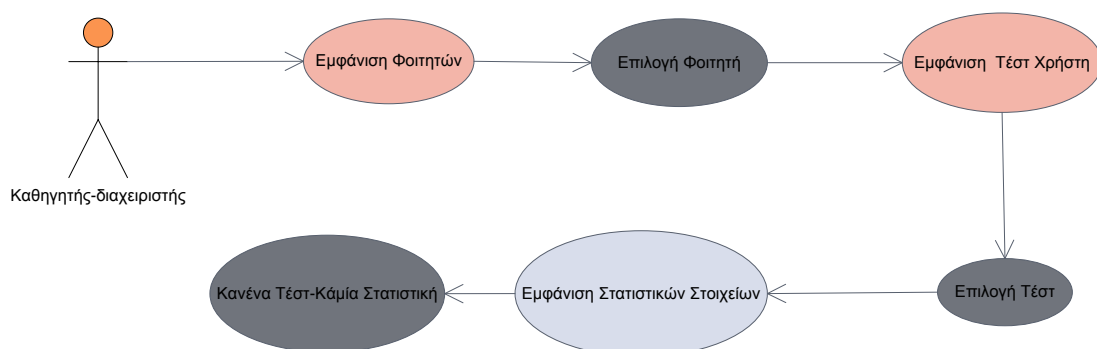 Εμφάνιση Φοιτητών
Επιλογή Φοιτητή
Εμφάνιση Τέστ Χρήστη
Καθηγητής-διαχειριστής
Κανένα Τέστ-Κάμία Στατιστική
Εμφάνιση Στατιστικών Στοιχείων
Επιλογή Τέστ